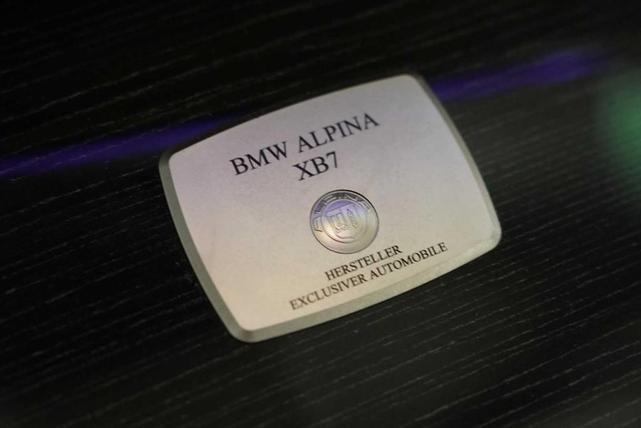 BMW ALPINA
XB7
HERSTELLER
EXCLUSIVER AUTOMOBILE